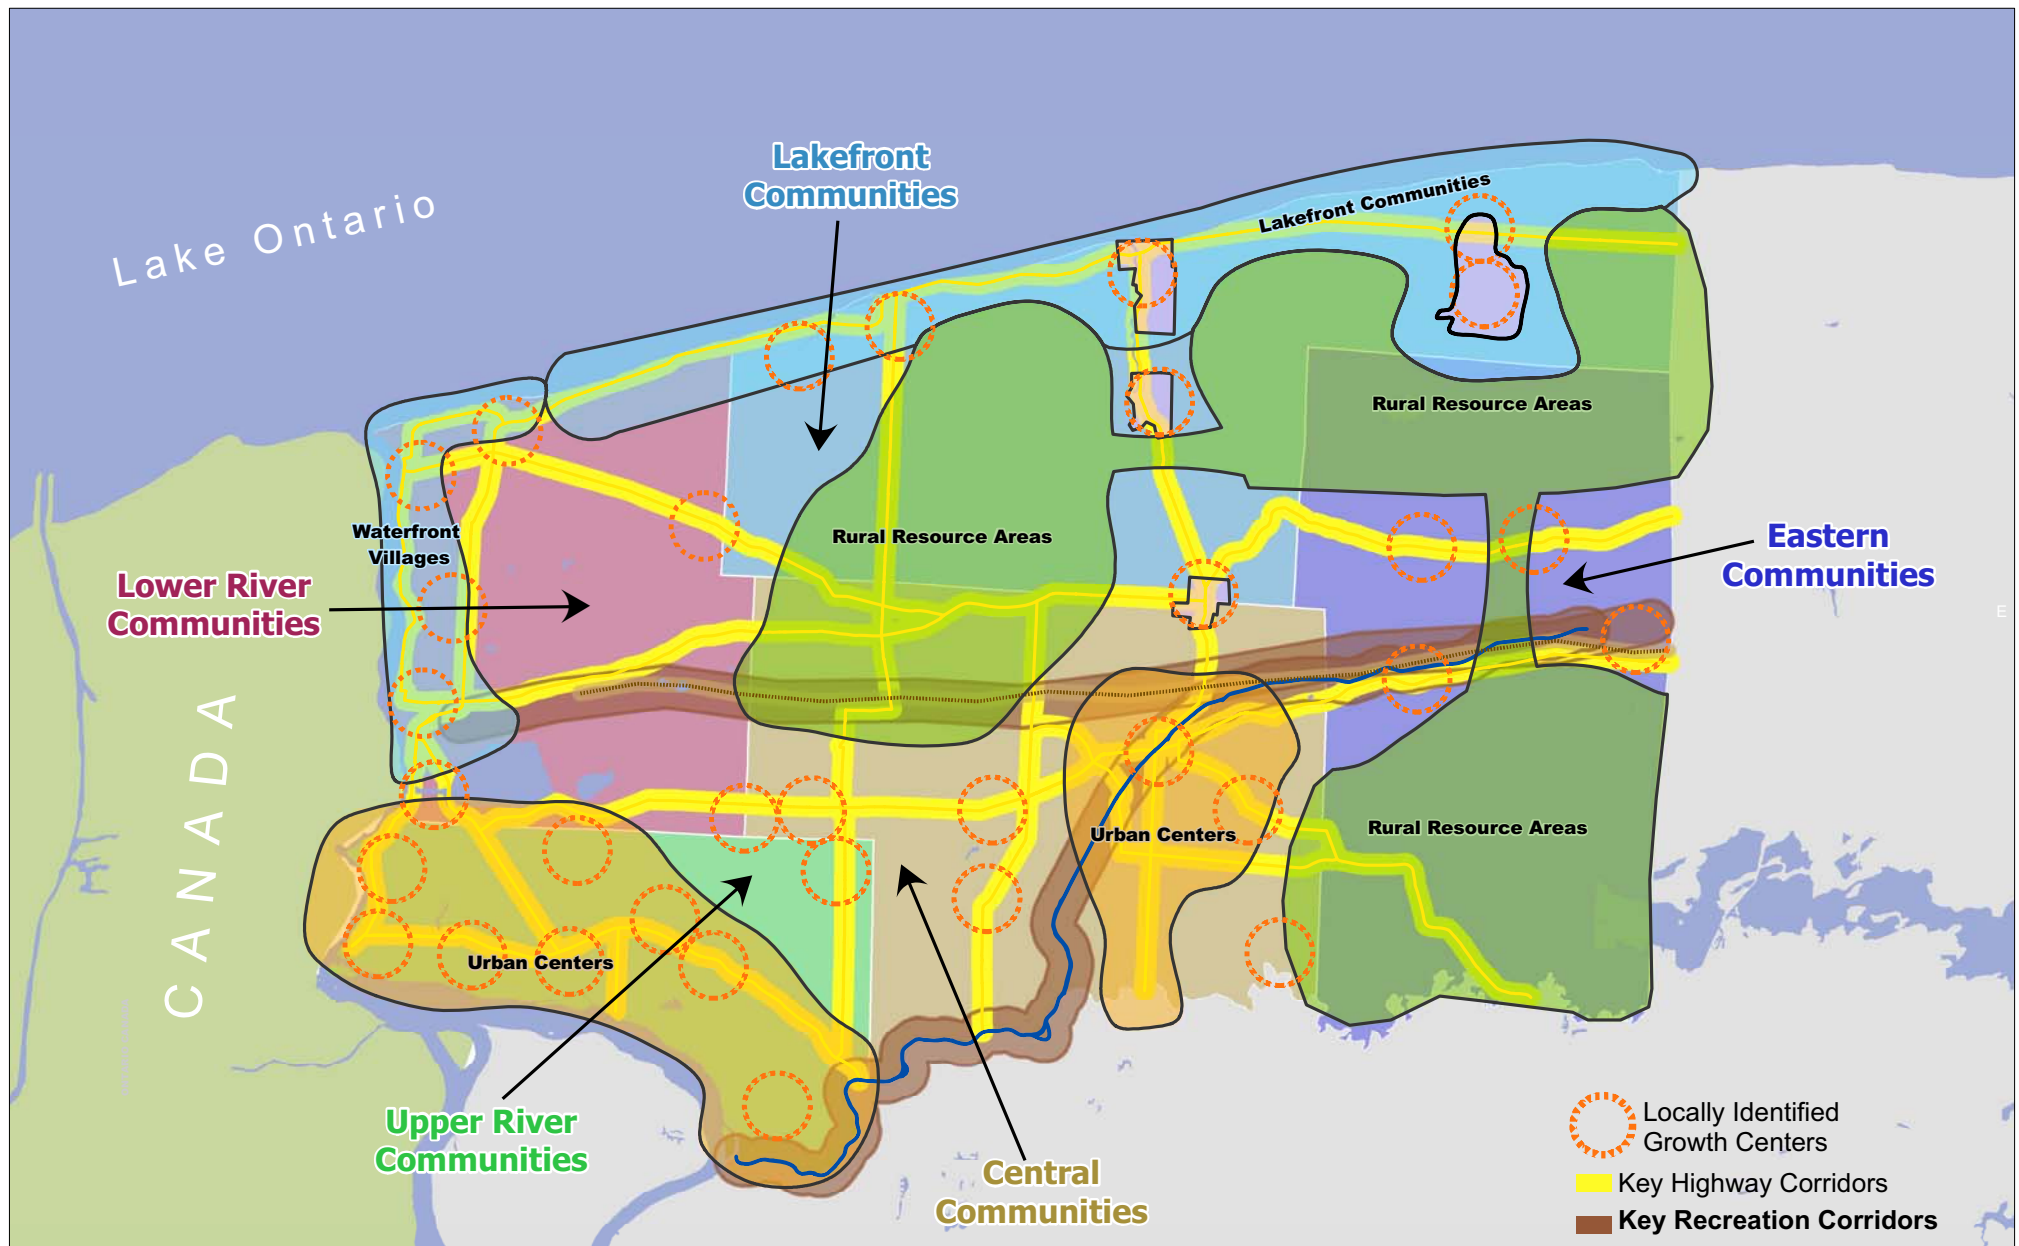 Lakefront
Communities
Lake Ontario
Lakefront Communities
Rural Resource Areas
Waterfront
Villages
Rural Resource Areas
Eastern
Communities
Lower River
Communities
E
CANADA
Urban Centers
Rural Resource Areas
Urban Centers
Upper River
Communities
Central
Communities
Locally Identified
Growth Centers
Key Highway Corridors
Key Recreation Corridors